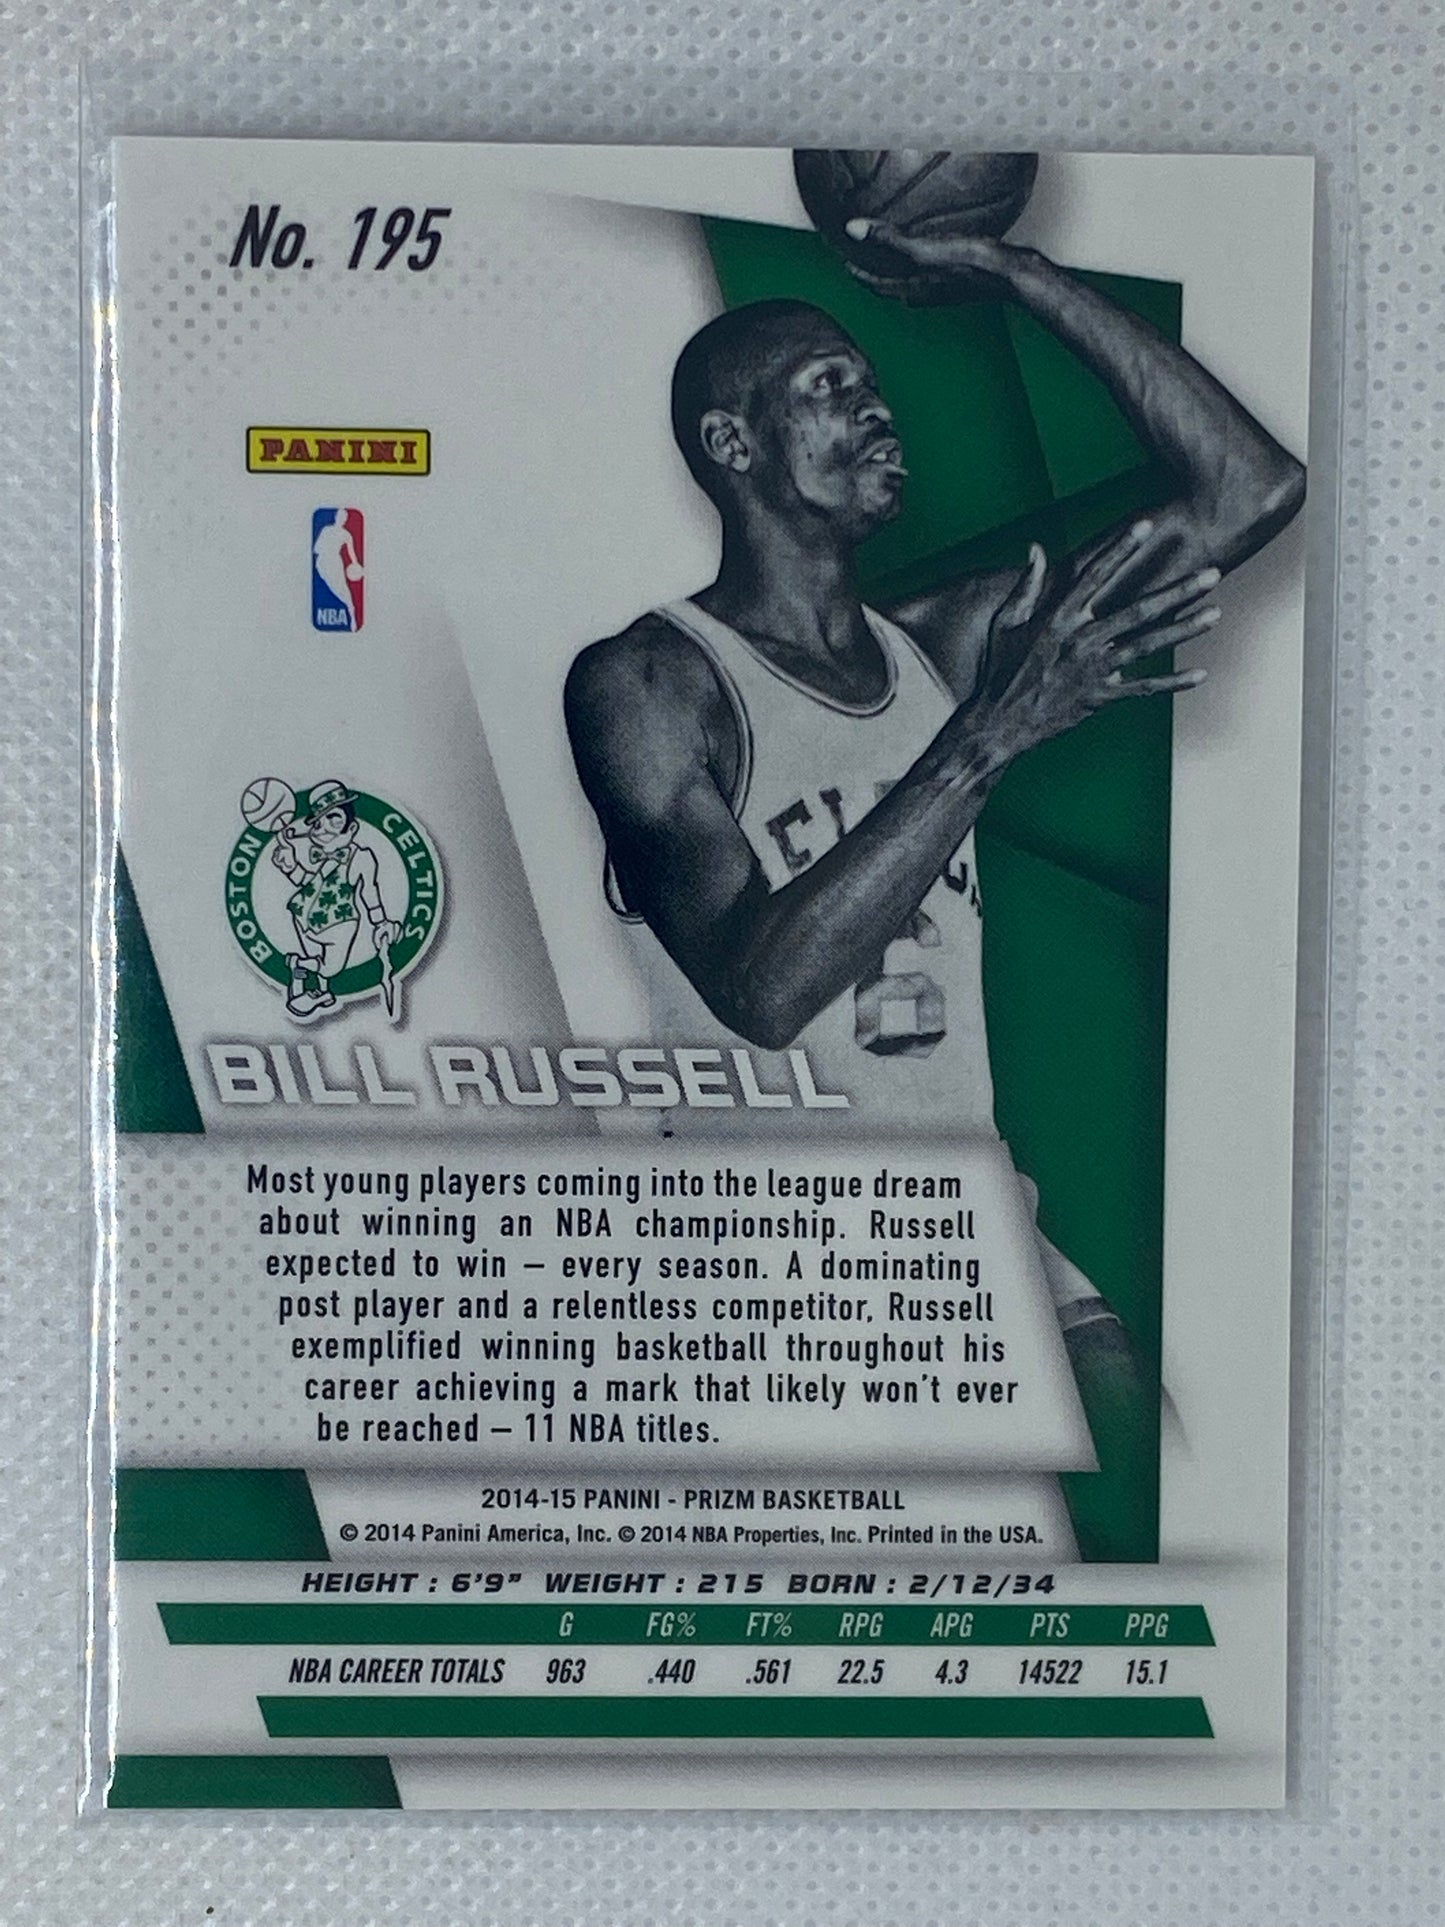 No. 195
PANINI
NBA
BOSTON CELTICS
CEL
6
BILL RUSSELL
Most young players coming into the league dream
about winning an NBA championship. Russell
expected to win – every season. A dominating
post player and a relentless competitor, Russell
exemplified winning basketball throughout his
career achieving a mark that likely won't ever
be reached – 11 NBA titles.
2014-15 PANINI - PRIZM BASKETBALL
© 2014 Panini America, Inc. © 2014 NBA Properties, Inc. Printed in the USA.
HEIGHT : 6'9" WEIGHT : 215 BORN : 2/12/34
G FG% FT% RPG APG PTS PPG
NBA CAREER TOTALS 963 .440 .561 22.5 4.3 14522 15.1